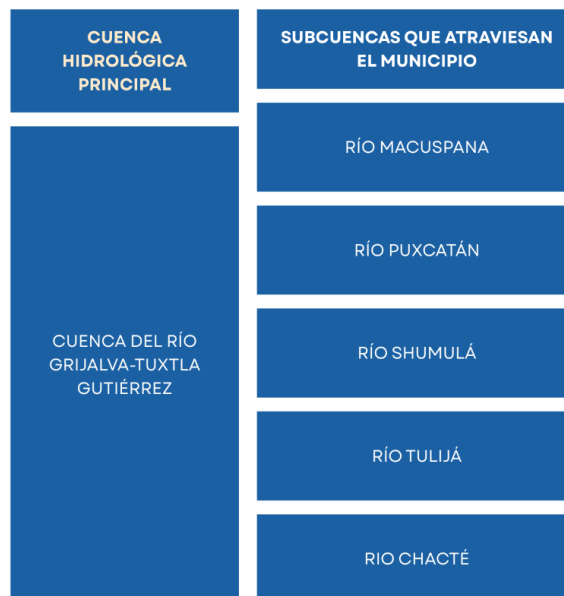 CUENCA
HIDROLÓGICA
PRINCIPAL
SUBCUENCAS QUE ATRAVIESAN
EL MUNICIPIO
CUENCA DEL RÍO
GRIJALVA-TUXTLA
GUTIÉRREZ
RÍO MACUSPANA
RÍO PUXCATÁN
RÍO SHUMULÁ
RÍO TULIJÁ
RIO CHACTÉ